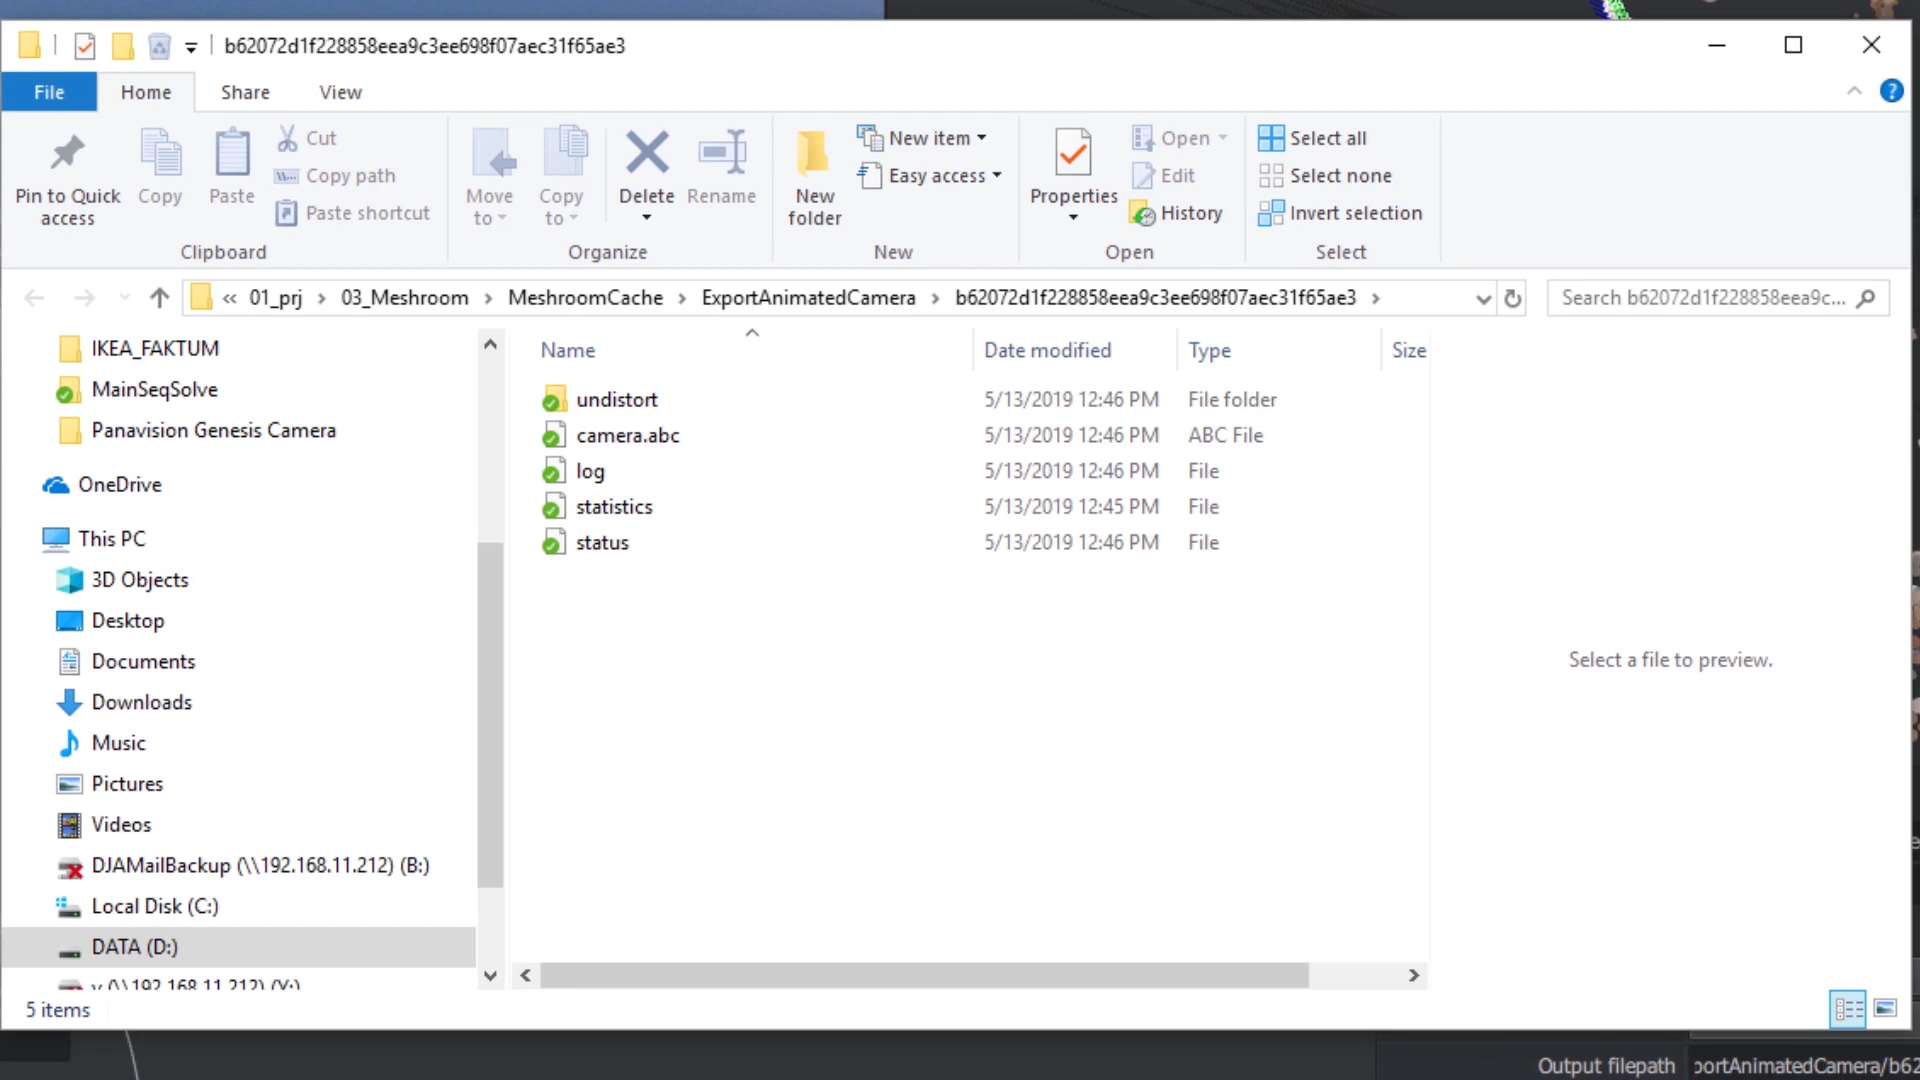 b62072d1f228858eea9c3ee698f07aec31f65ae3
File Home Share View
Pin to Quick access
Copy
Paste
Cut
Copy path
Paste shortcut
Clipboard
Move to
Copy to
Delete
Rename
Organize
New folder
New item
Easy access
New
Properties
Open
Edit
History
Open
Select all
Select none
Invert selection
Select
« 01_prj › 03_Meshroom › MeshroomCache › ExportAnimatedCamera › b62072d1f228858eea9c3ee698f07aec31f65ae3 ›
Search b62072d1f228858eea9c...
IKEA_FAKTUM
MainSeqSolve
Panavision Genesis Camera
OneDrive
This PC
3D Objects
Desktop
Documents
Downloads
Music
Pictures
Videos
DJAMailBackup (\\192.168.11.212) (B:)
Local Disk (C:)
DATA (D:)
v (\\192.168.11.212) (Y:)
Name Date modified Type Size
undistort 5/13/2019 12:46 PM File folder
camera.abc 5/13/2019 12:46 PM ABC File
log 5/13/2019 12:46 PM File
statistics 5/13/2019 12:45 PM File
status 5/13/2019 12:46 PM File
Select a file to preview.
5 items
Output filepath portAnimatedCamera/b62